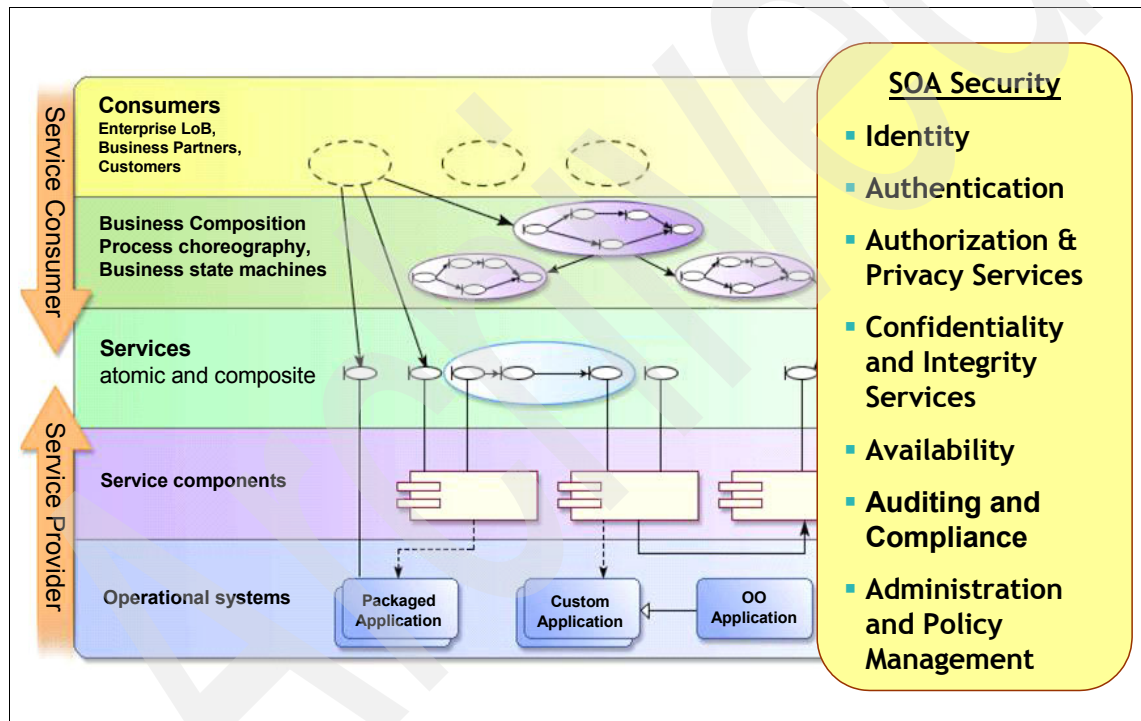 Service Consumer
Service Provider
Consumers
Enterprise LoB,
Business Partners,
Customers
Business Composition
Process choreography,
Business state machines
Services
atomic and composite
Service components
Operational systems
Packaged
Application
Custom
Application
OO
Application
SOA Security
▪ Identity
▪ Authentication
▪ Authorization &
Privacy Services
▪ Confidentiality
and Integrity
Services
▪ Availability
▪ Auditing and
Compliance
▪ Administration
and Policy
Management
Archived